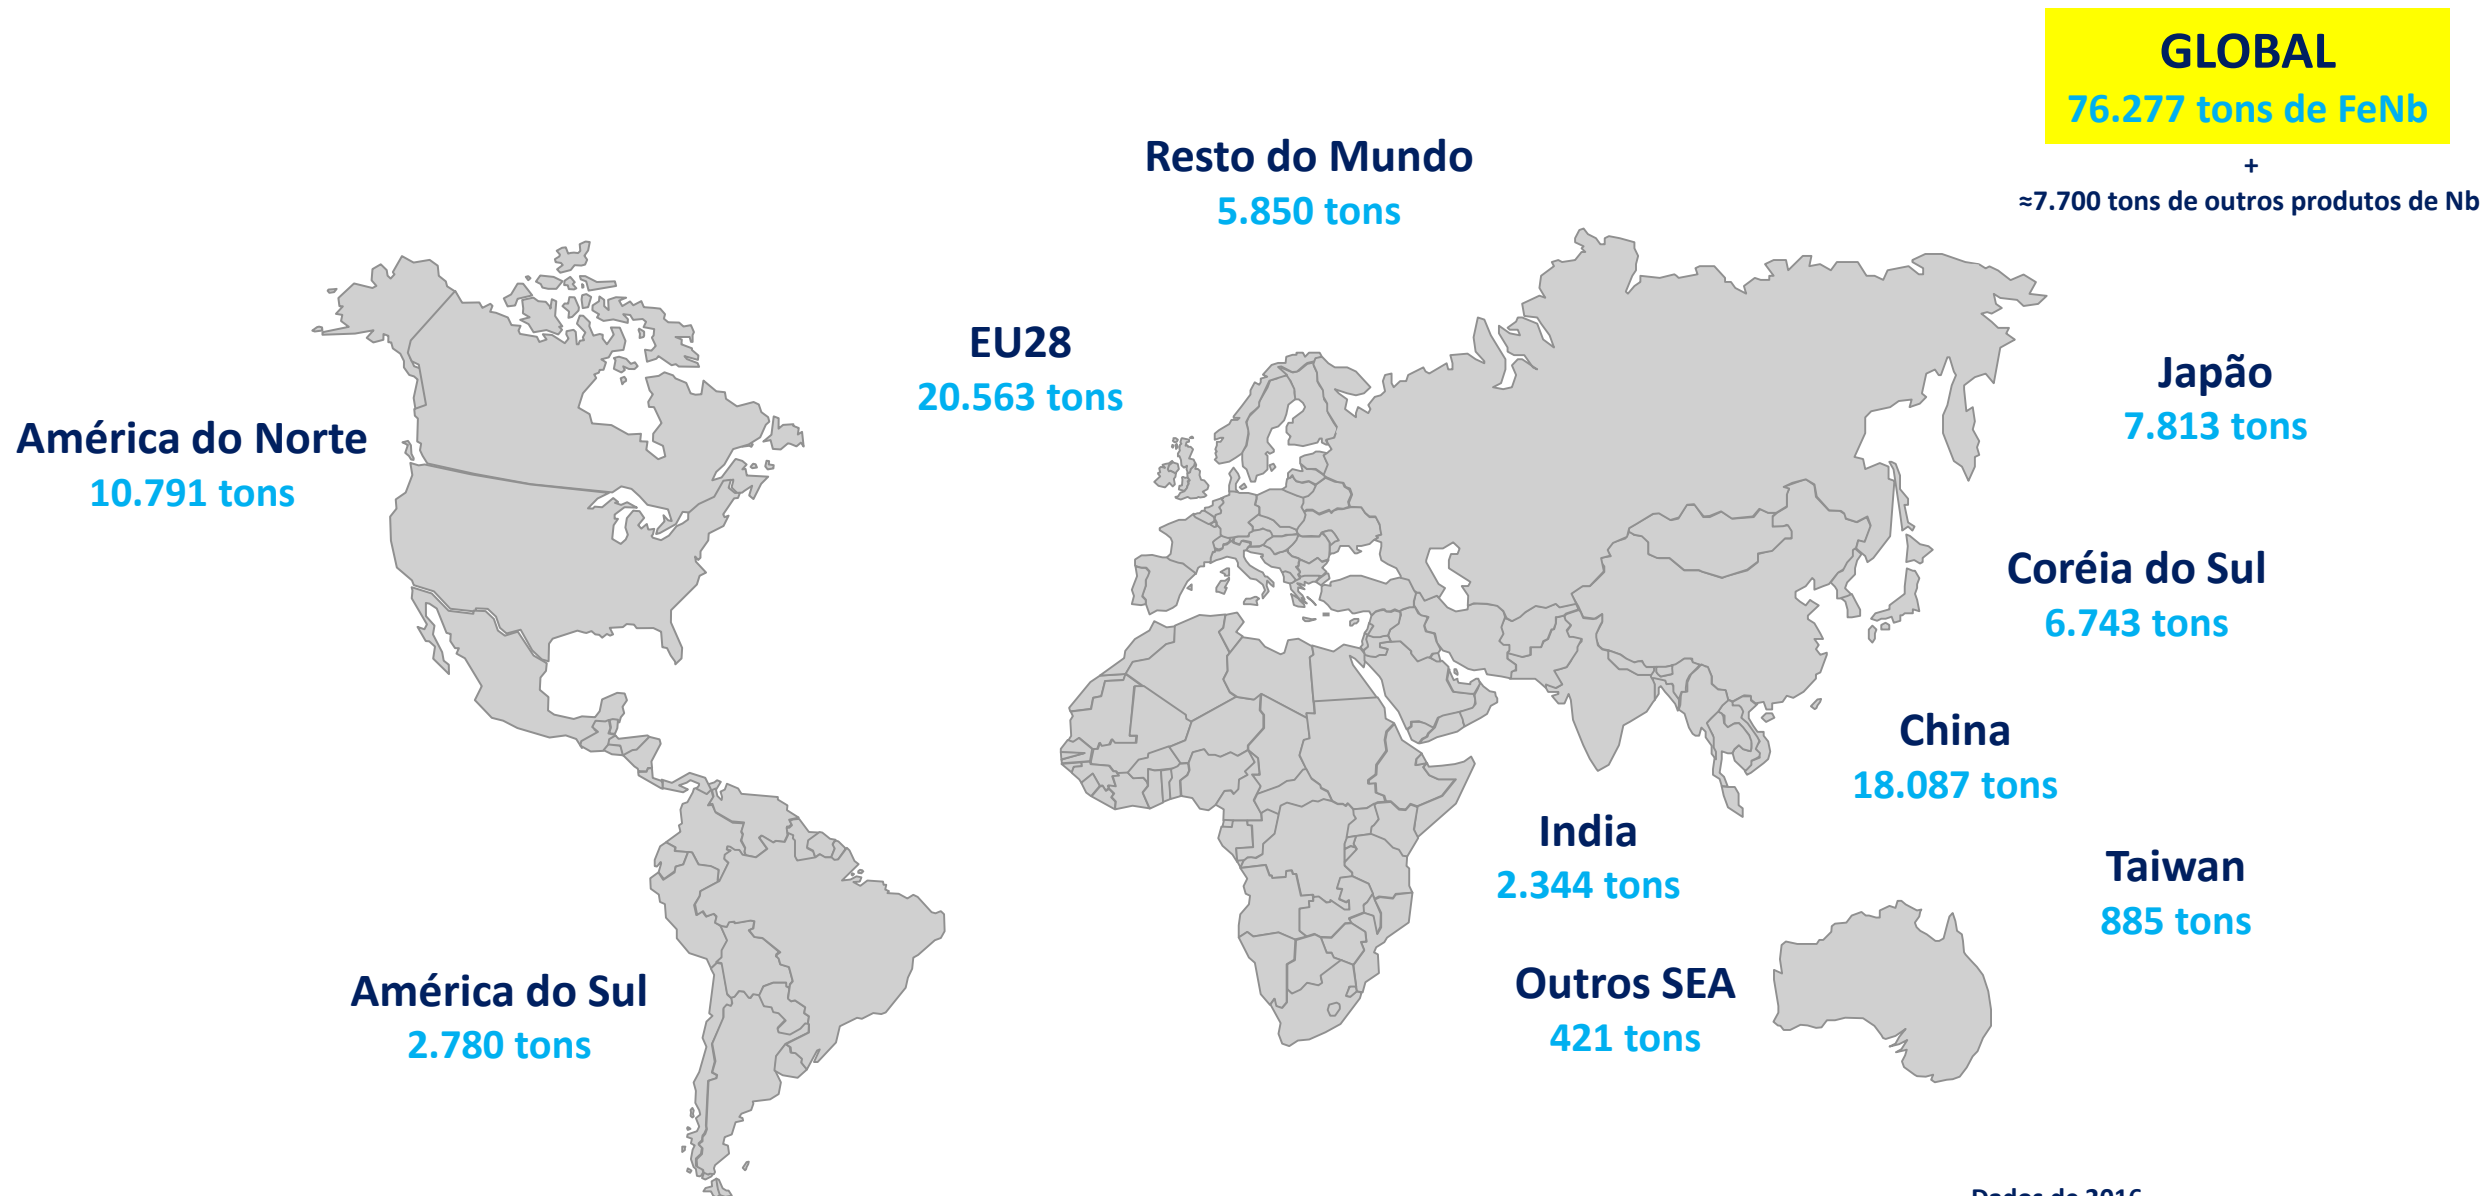 GLOBAL
76.277 tons de FeNb
+
≈7.700 tons de outros produtos de Nb
Resto do Mundo
5.850 tons
EU28
20.563 tons
Japão
7.813 tons
América do Norte
10.791 tons
Coréia do Sul
6.743 tons
China
18.087 tons
India
2.344 tons
Taiwan
885 tons
América do Sul
2.780 tons
Outros SEA
421 tons
Dados de 2016